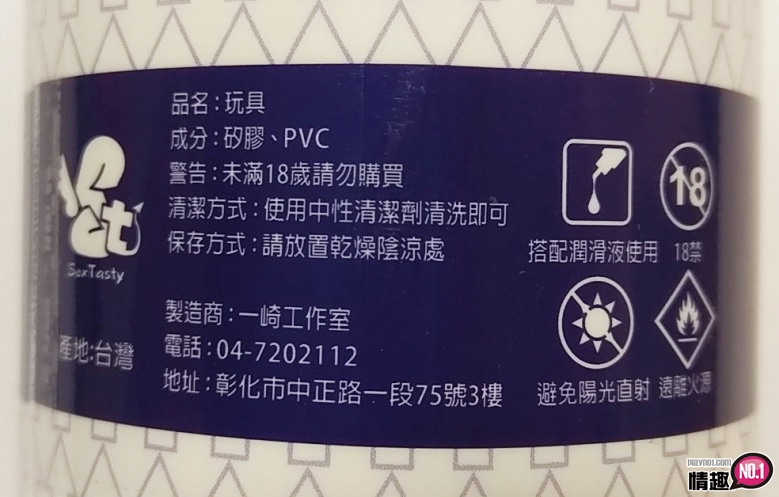 品名：玩具
成分：矽膠、PVC
警告：未滿18歲請勿購買
清潔方式：使用中性清潔劑清洗即可
保存方式：請放置乾燥陰涼處
製造商：一崎工作室
電話：04-7202112
地址：彰化市中正路一段75號3樓
SexTasty
產地:台灣
18
搭配潤滑液使用
18禁
避免陽光直射
遠離火源
playno1.com
情趣 NO.1